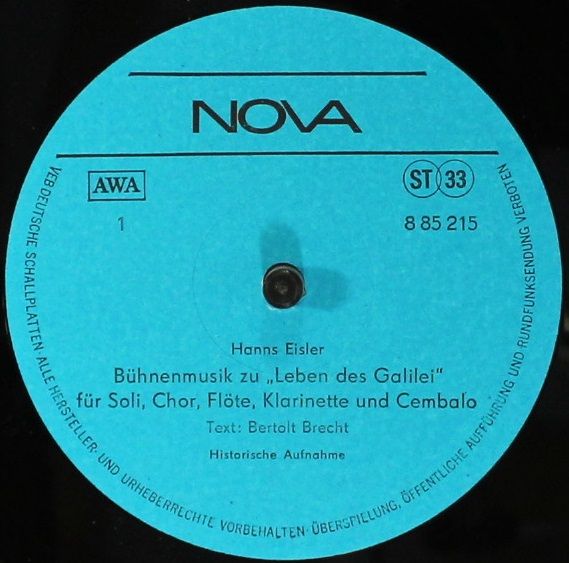 NOVA
AWA
ST 33
1
8 85 215
Hanns Eisler
Bühnenmusik zu „Leben des Galilei“
für Soli, Chor, Flöte, Klarinette und Cembalo
Text: Bertolt Brecht
Historische Aufnahme
VEB DEUTSCHE SCHALLPLATTEN · ALLE HERSTELLER- UND URHEBERRECHTE VORBEHALTEN · ÜBERSPIELUNG, ÖFFENTLICHE AUFFÜHRUNG UND RUNDFUNKSENDUNG VERBOTEN